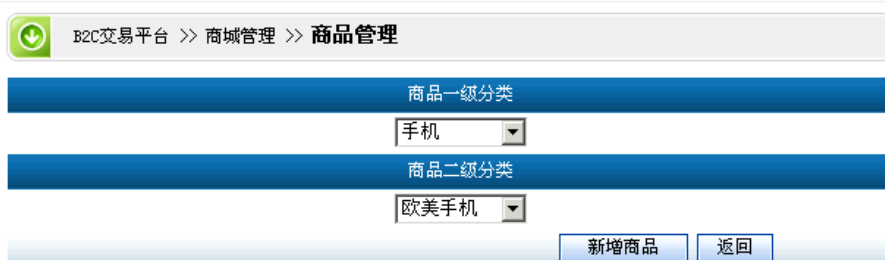 B2C交易平台 >> 商城管理 >> 商品管理
商品一级分类
手机
商品二级分类
欧美手机
新增商品 返回